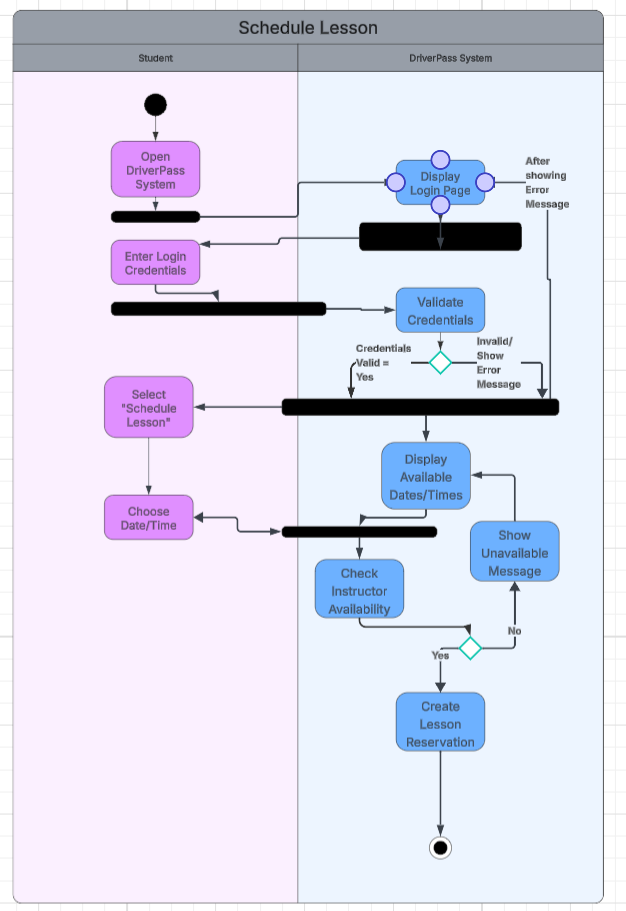 Schedule Lesson
Student
DriverPass System
Open
DriverPass
System
Display
Login Page
After
showing
Error
Message
Enter Login
Credentials
Validate
Credentials
Credentials
Valid =
Yes
Invalid/
Show
Error
Message
Select
"Schedule
Lesson"
Display
Available
Dates/Times
Choose
Date/Time
Show
Unavailable
Message
Check
Instructor
Availability
No
Yes
Create
Lesson
Reservation